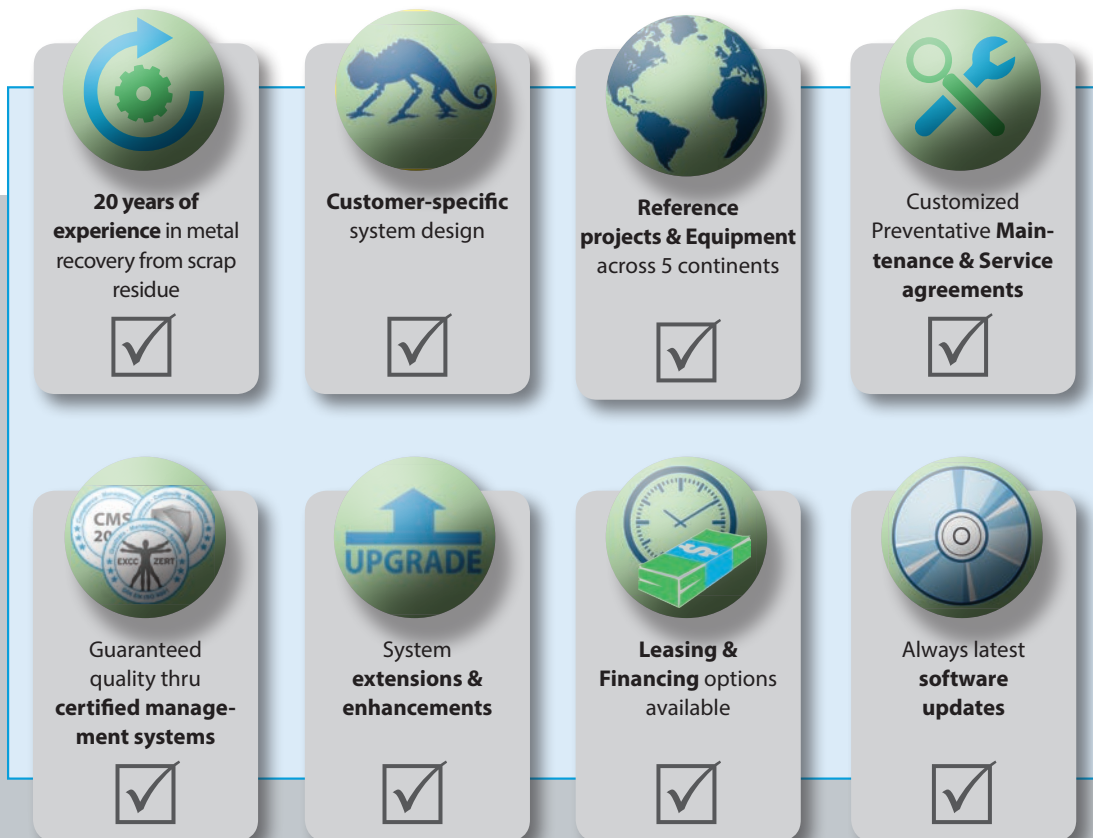 20 years of
experience in metal
recovery from scrap
residue
Customer-specific
system design
Reference
projects & Equipment
across 5 continents
Customized
Preventative Main-
tenance & Service
agreements
CMS
EXCC ZERT
Guaranteed
quality thru
certified manage-
ment systems
UPGRADE
System
extensions &
enhancements
$
Leasing &
Financing options
available
Always latest
software
updates